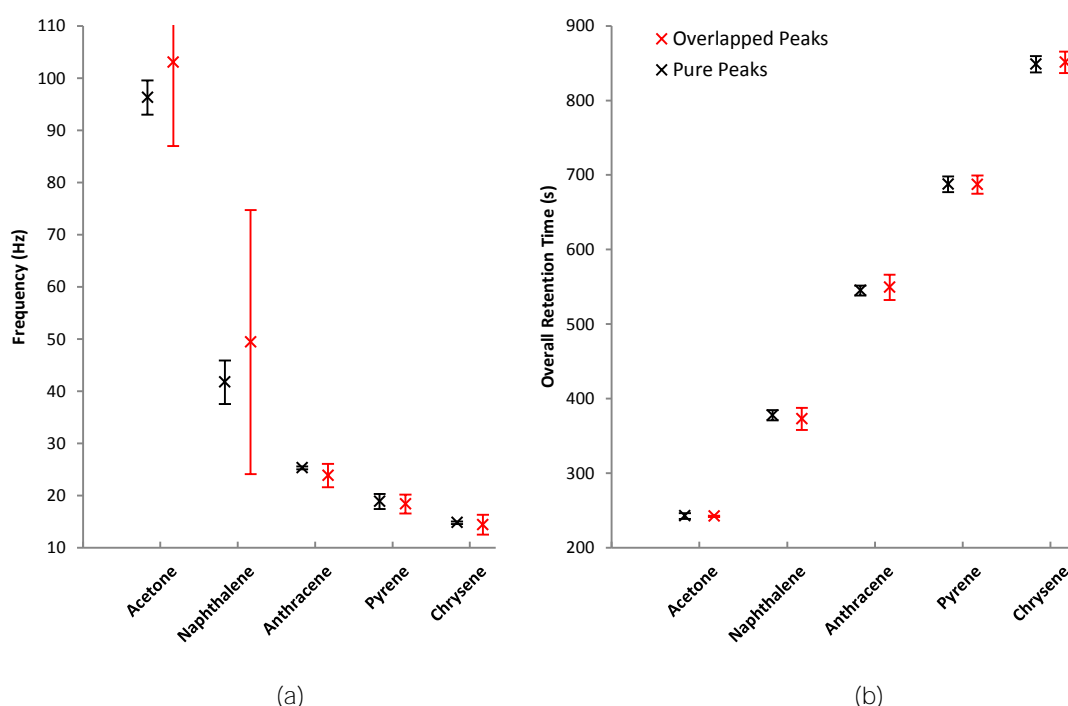 110
100
90
80
70
60
50
40
30
20
10
Frequency (Hz)
Acetone
Naphthalene
Anthracene
Pyrene
Chrysene
(a)
900
800
700
600
500
400
300
200
Overall Retention Time (s)
Overlapped Peaks
Pure Peaks
Acetone
Naphthalene
Anthracene
Pyrene
Chrysene
(b)